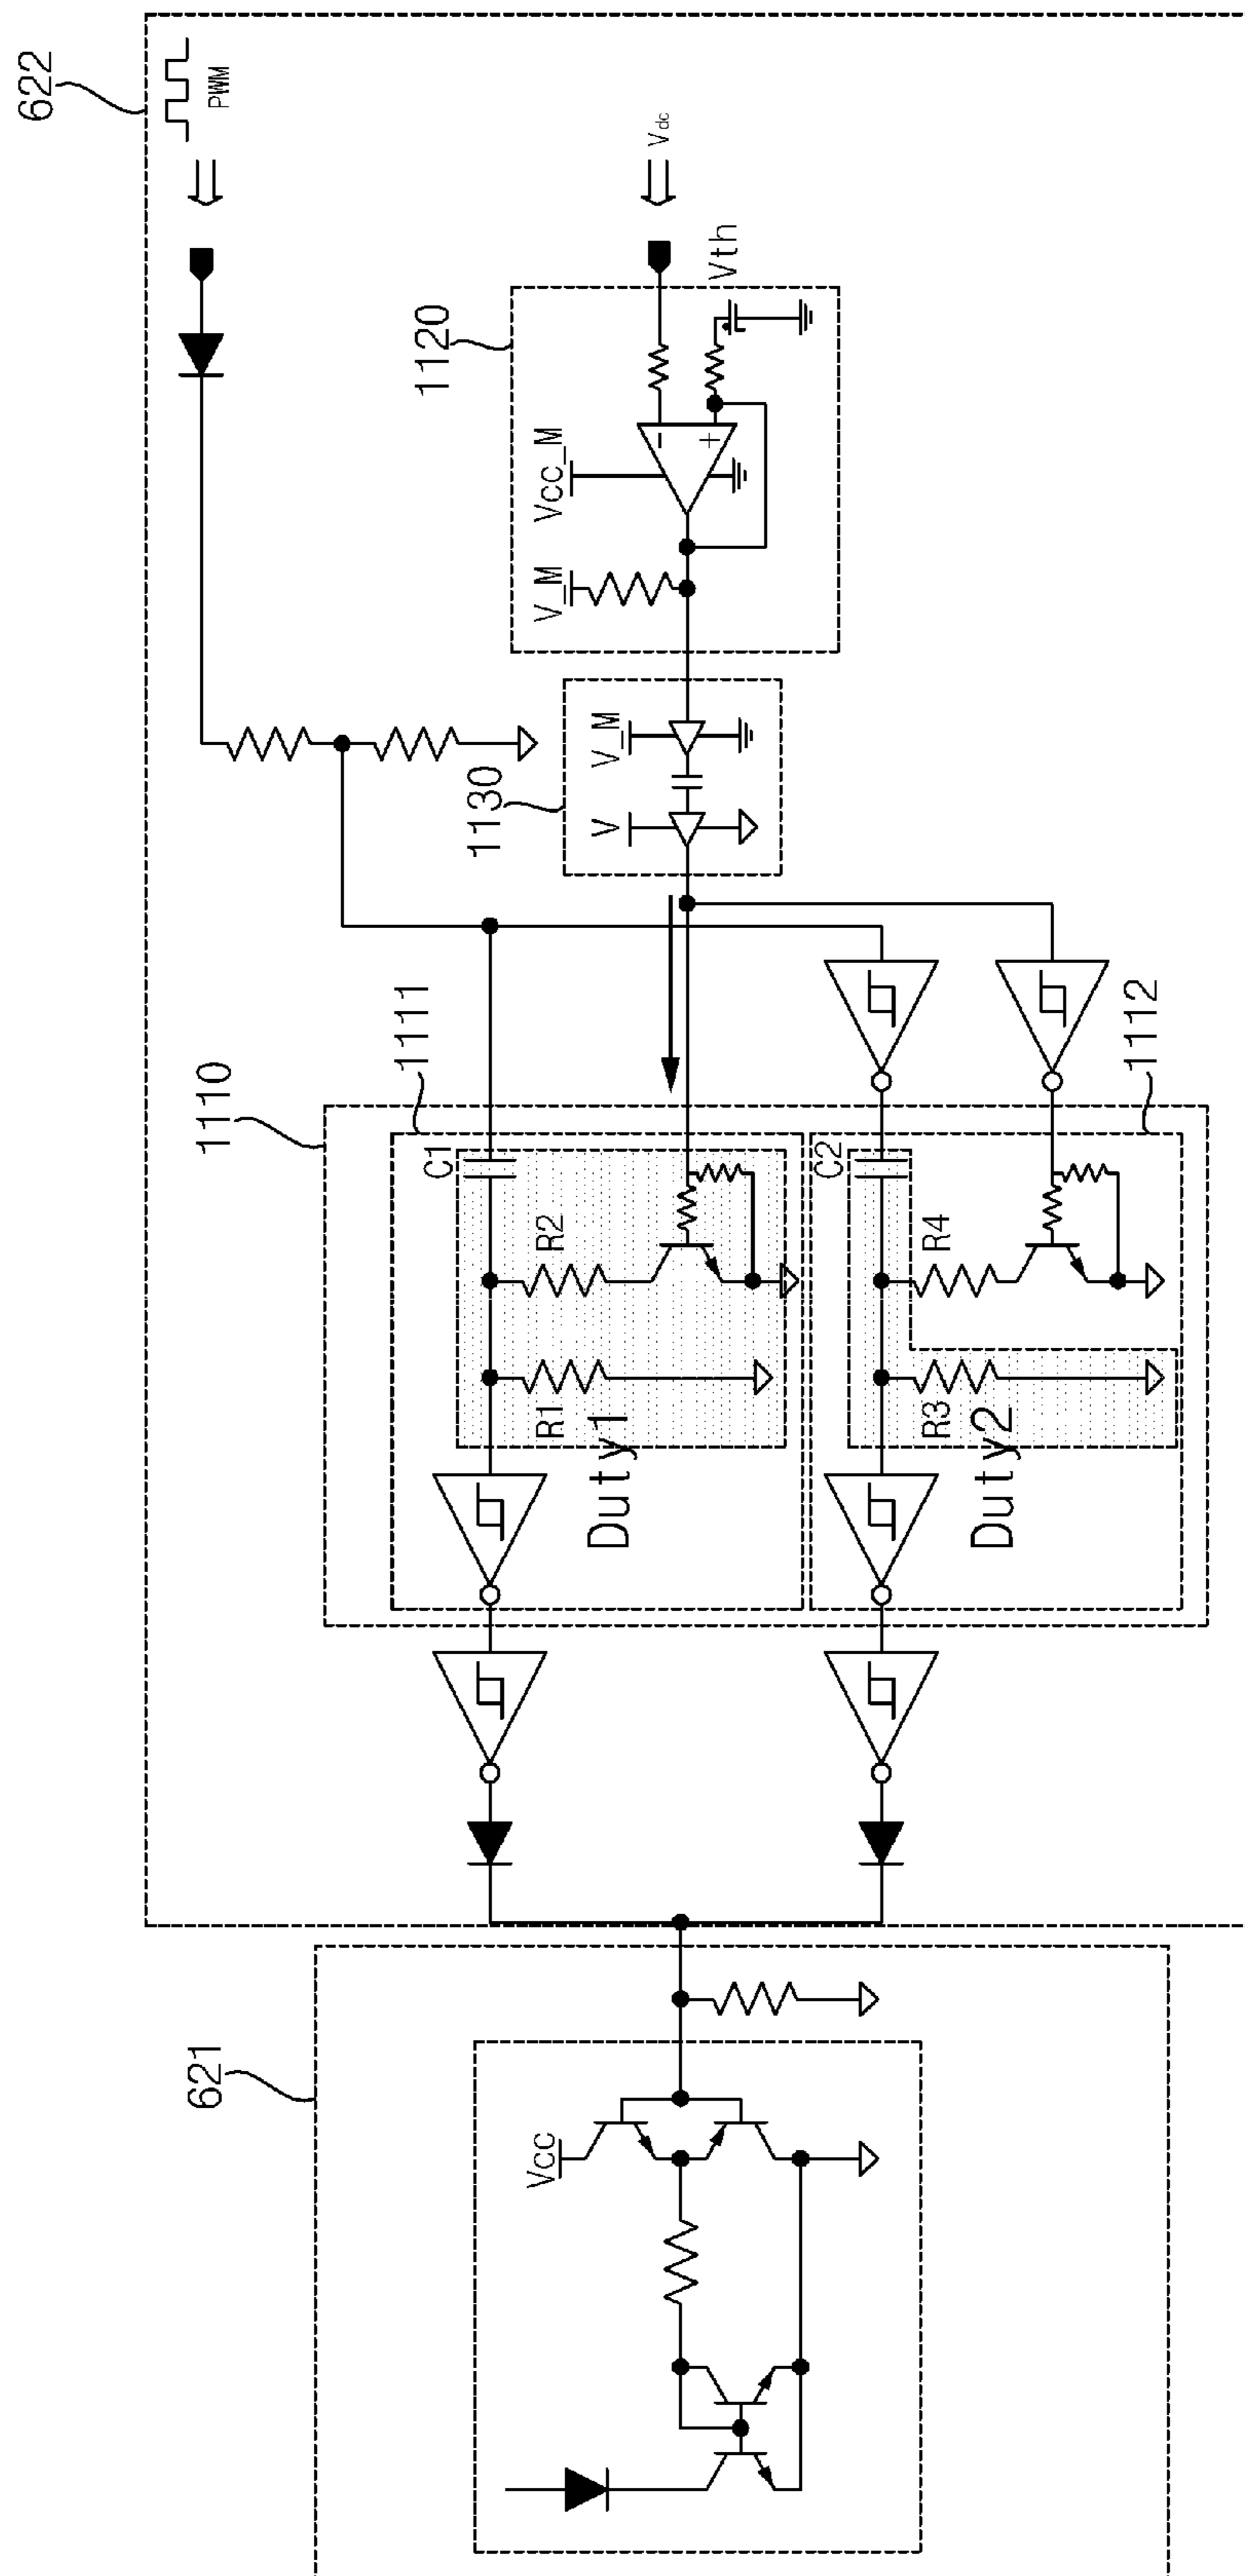 622
PWM
Vdc
1120
Vth
Vcc_M
V_M
1130
V_M
V
1110
1111
C1
R2
R1
Duty1
1112
C2
R4
R3
Duty2
621
Vcc